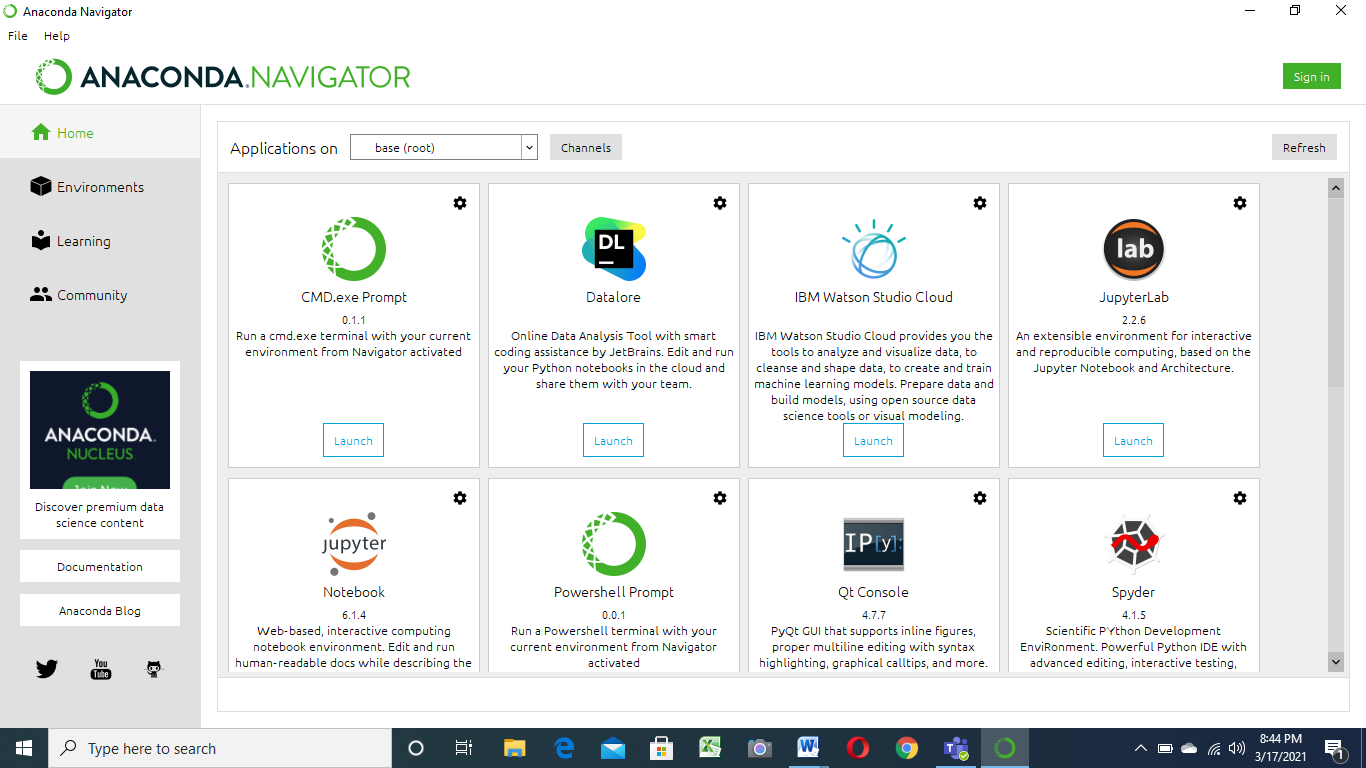 Anaconda Navigator
File Help
ANACONDA.NAVIGATOR
Sign in
Home
Environments
Learning
Community
ANACONDA.
NUCLEUS.
Join Now
Discover premium data
science content
Documentation
Anaconda Blog
You
Tube
Applications on base (root) Channels Refresh
CMD.exe Prompt
0.1.1
Run a cmd.exe terminal with your current
environment from Navigator activated
Launch
DL
Datalore
Online Data Analysis Tool with smart
coding assistance by JetBrains. Edit and run
your Python notebooks in the cloud and
share them with your team.
Launch
IBM Watson Studio Cloud
IBM Watson Studio Cloud provides you the
tools to analyze and visualize data, to
cleanse and shape data, to create and train
machine learning models. Prepare data and
build models, using open source data
science tools or visual modeling.
Launch
lab
JupyterLab
2.2.6
An extensible environment for interactive
and reproducible computing, based on the
Jupyter Notebook and Architecture.
Launch
jupyter
Notebook
6.1.4
Web-based, interactive computing
notebook environment. Edit and run
human-readable docs while describing the
Powershell Prompt
0.0.1
Run a Powershell terminal with your
current environment from Navigator
activated
IP[y]:
Qt Console
4.7.7
PyQt GUI that supports inline figures,
proper multiline editing with syntax
highlighting, graphical calltips, and more.
Spyder
4.1.5
Scientific PYthon Development
EnviRonment. Powerful Python IDE with
advanced editing, interactive testing,
Type here to search
8:44 PM
3/17/2021
1